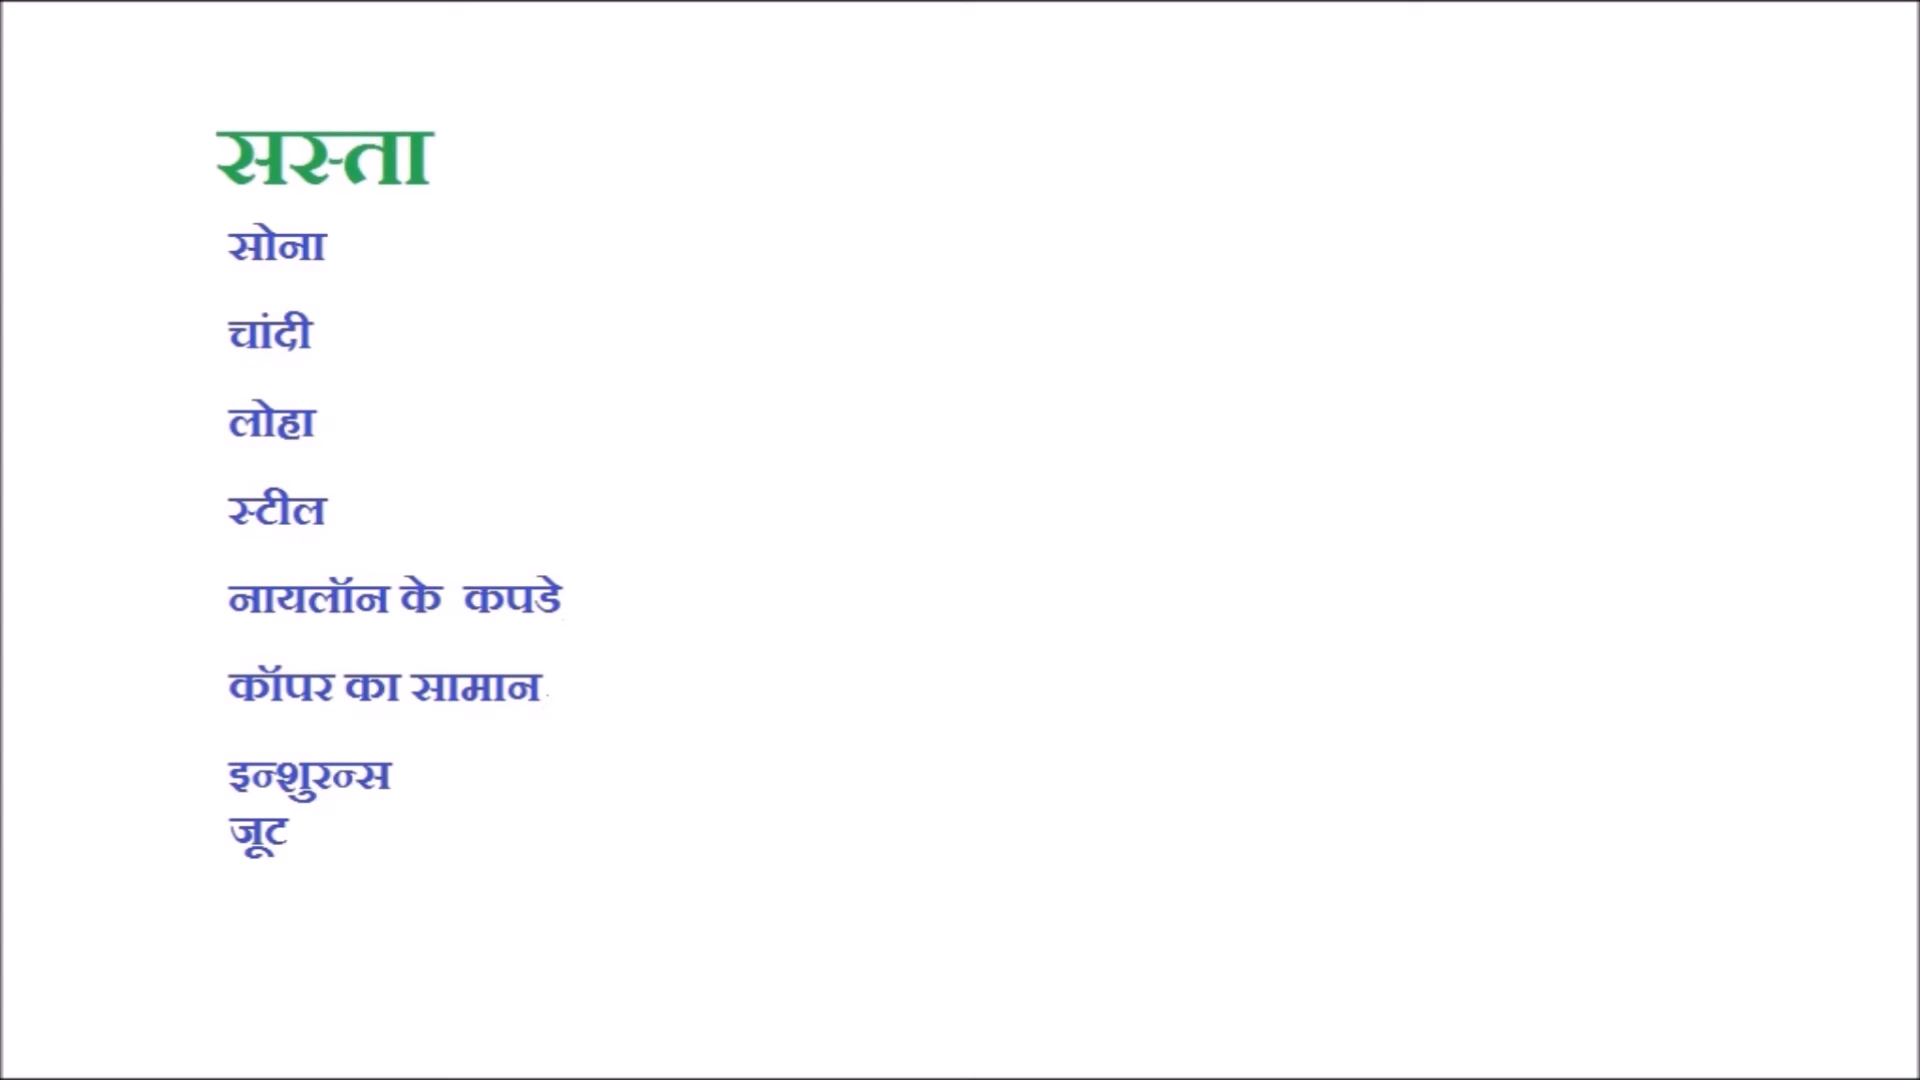 सस्ता
सोना
चांदी
लोहा
स्टील
नायलॉन के कपडे
कॉपर का सामान
इन्शुरन्स
जूट